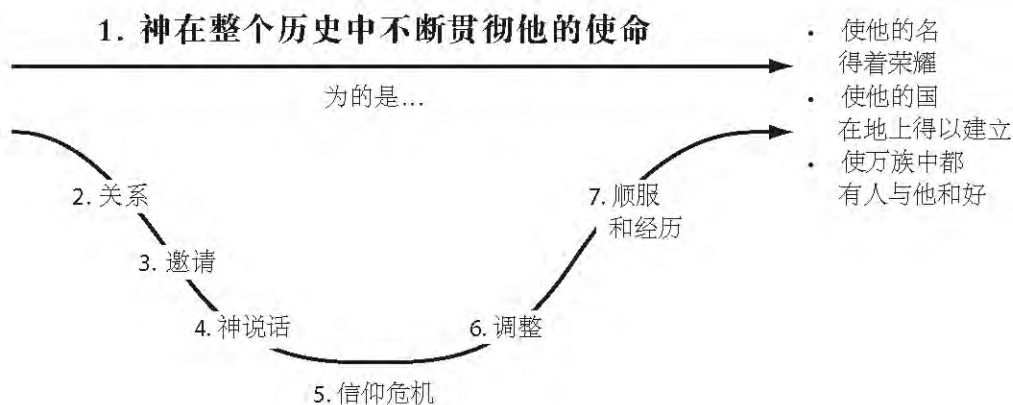 1. 神在整个历史中不断贯彻他的使命
为的是…
• 使他的名
得着荣耀
• 使他的国
在地上得以建立
• 使万族中都
有人与他和好
2. 关系
3. 邀请
4. 神说话
5. 信仰危机
6. 调整
7. 顺服
和经历